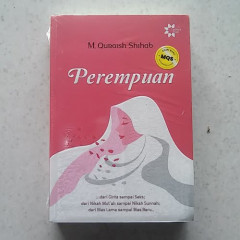 M. Quraish Shihab
MQS
Perempuan
...dari Cinta sampai Seks,
dari Nikah Mut'ah sampai Nikah Sunnah,
dari Bias Lama sampai Bias Baru...